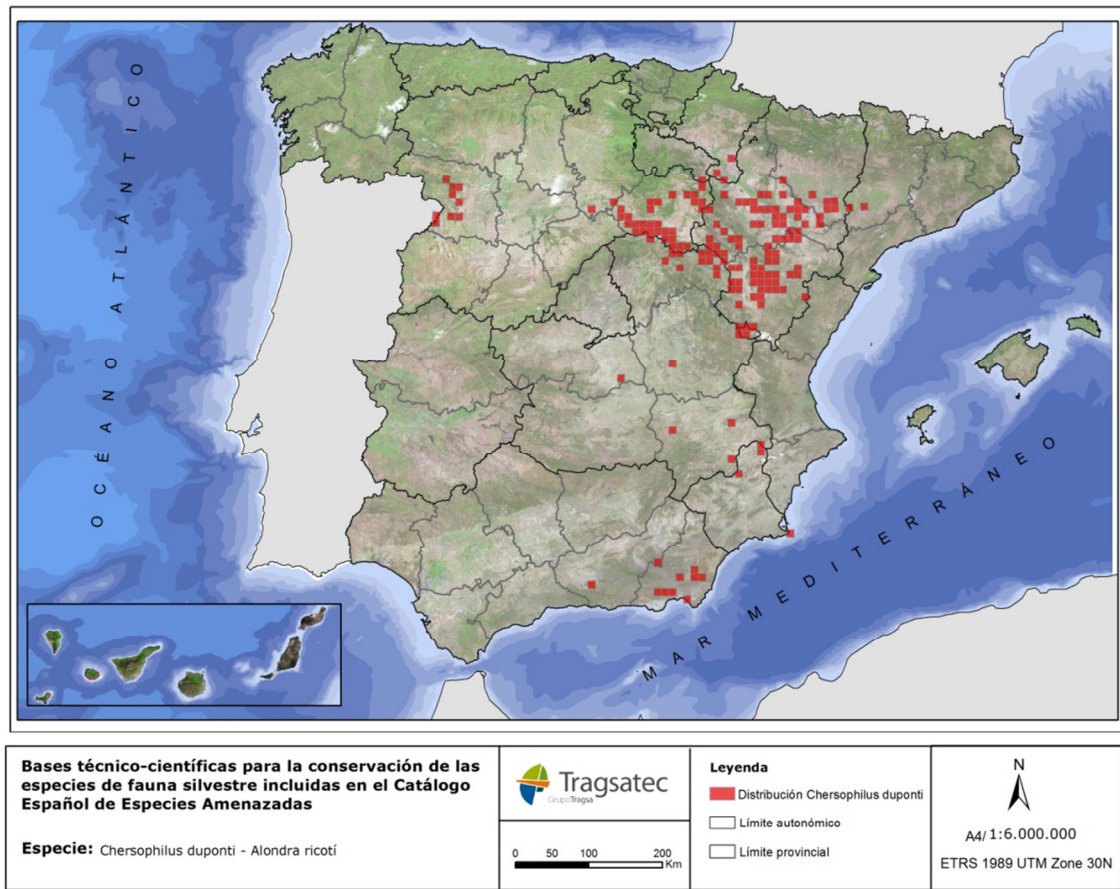 OCÉANO ATLÁNTICO
MAR MEDITERRÁNEO
Bases técnico-científicas para la conservación de las
especies de fauna silvestre incluidas en el Catálogo
Español de Especies Amenazadas
Especie: Chersophilus duponti - Alondra ricotí
Tragsatec
GrupoTragsa
0 50 100 200
Km
Leyenda
Distribución Chersophilus duponti
Límite autonómico
Límite provincial
N
A4/ 1:6.000.000
ETRS 1989 UTM Zone 30N